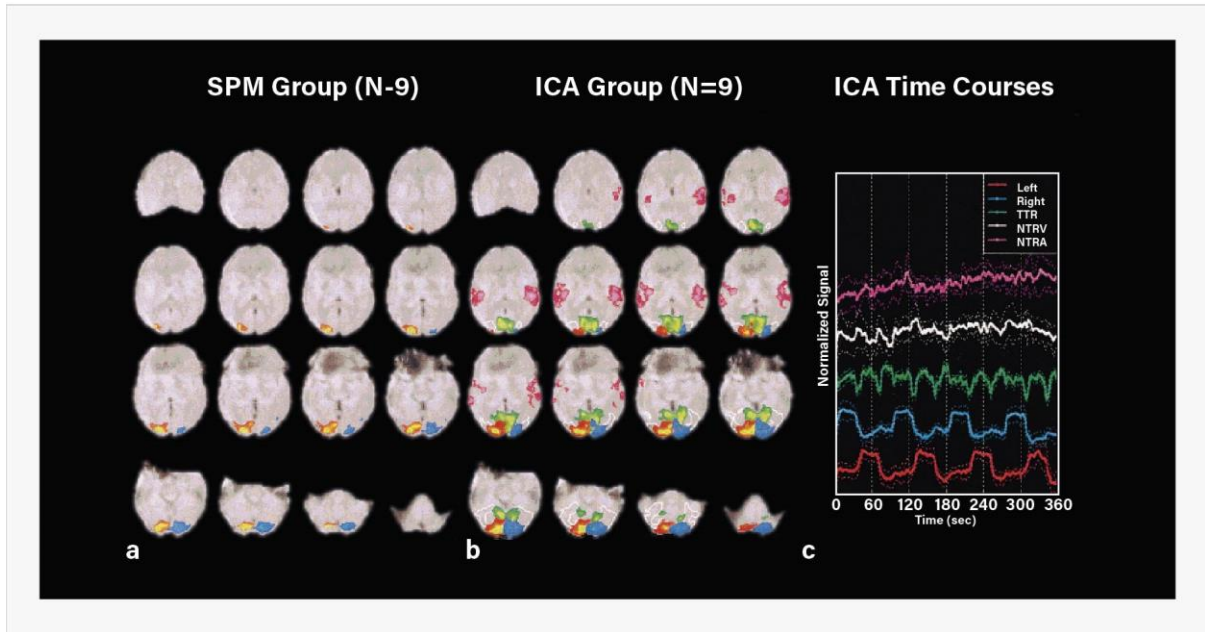 SPM Group (N-9)
ICA Group (N=9)
ICA Time Courses
Left
Right
TTR
NTRV
NTRA
Normalized Signal
0 60 120 240 300 360
Time (sec)
a
b
c